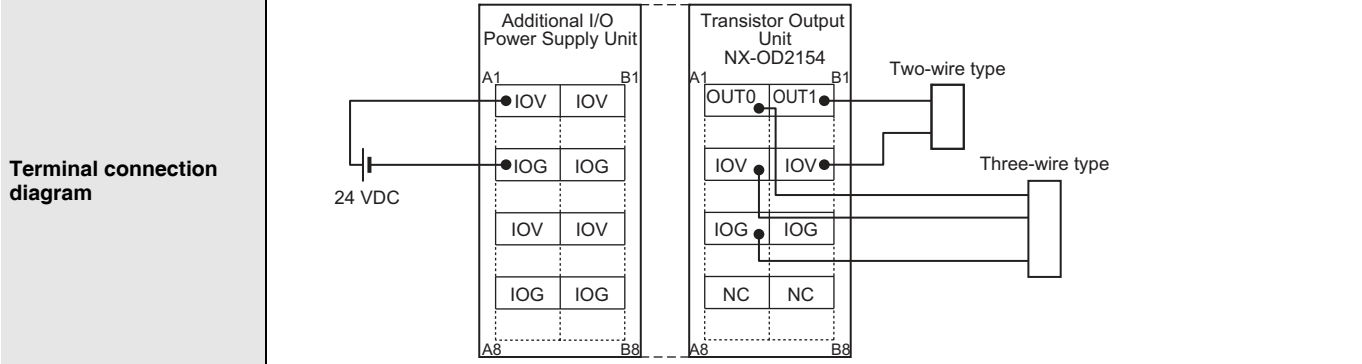 Terminal connection
diagram
Additional I/O
Power Supply Unit
A1 B1
IOV IOV
IOG IOG
IOV IOV
IOG IOG
A8 B8
24 VDC
Transistor Output
Unit
NX-OD2154
A1 B1
OUT0 OUT1
IOV IOV
IOG IOG
NC NC
A8 B8
Two-wire type
Three-wire type